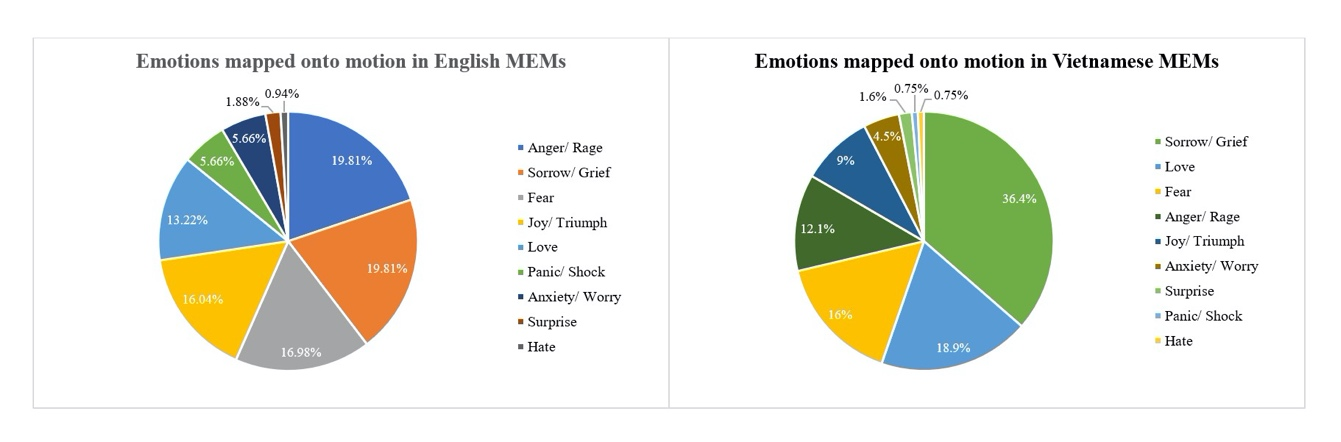 Emotions mapped onto motion in English MEMs
0.94%
1.88%
5.66%
5.66%
19.81%
13.22%
19.81%
16.04%
16.98%
Anger/ Rage
Sorrow/ Grief
Fear
Joy/ Triumph
Love
Panic/ Shock
Anxiety/ Worry
Surprise
Hate
Emotions mapped onto motion in Vietnamese MEMs
0.75%
1.6%
0.75%
4.5%
9%
36.4%
12.1%
16%
18.9%
Sorrow/ Grief
Love
Fear
Anger/ Rage
Joy/ Triumph
Anxiety/ Worry
Surprise
Panic/ Shock
Hate